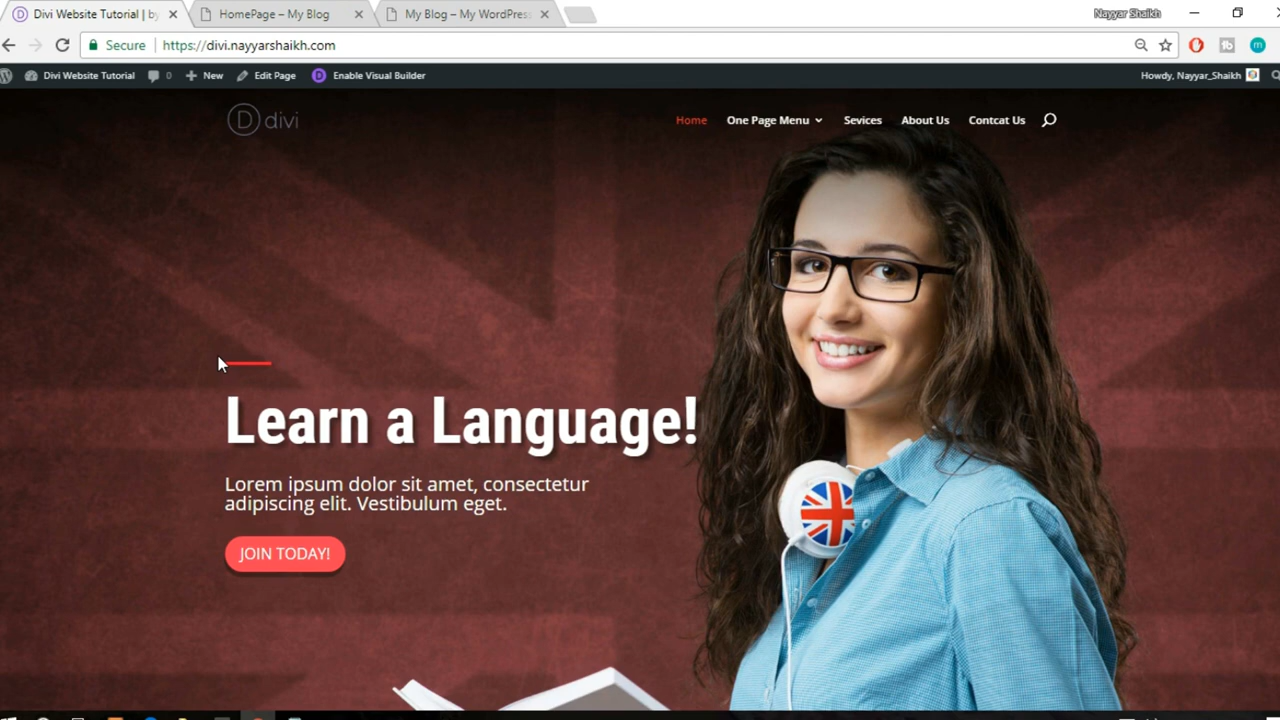 Divi Website Tutorial | by
HomePage – My Blog
My Blog – My WordPress
Nayyar Shaikh
Secure
https://divi.nayyarshaikh.com
Divi Website Tutorial
0
New
Edit Page
D
Enable Visual Builder
Howdy, Nayyar_Shaikh
D divi
Home
One Page Menu
Sevices
About Us
Contcat Us
Learn a Language!
Lorem ipsum dolor sit amet, consectetur
adipiscing elit. Vestibulum eget.
JOIN TODAY!